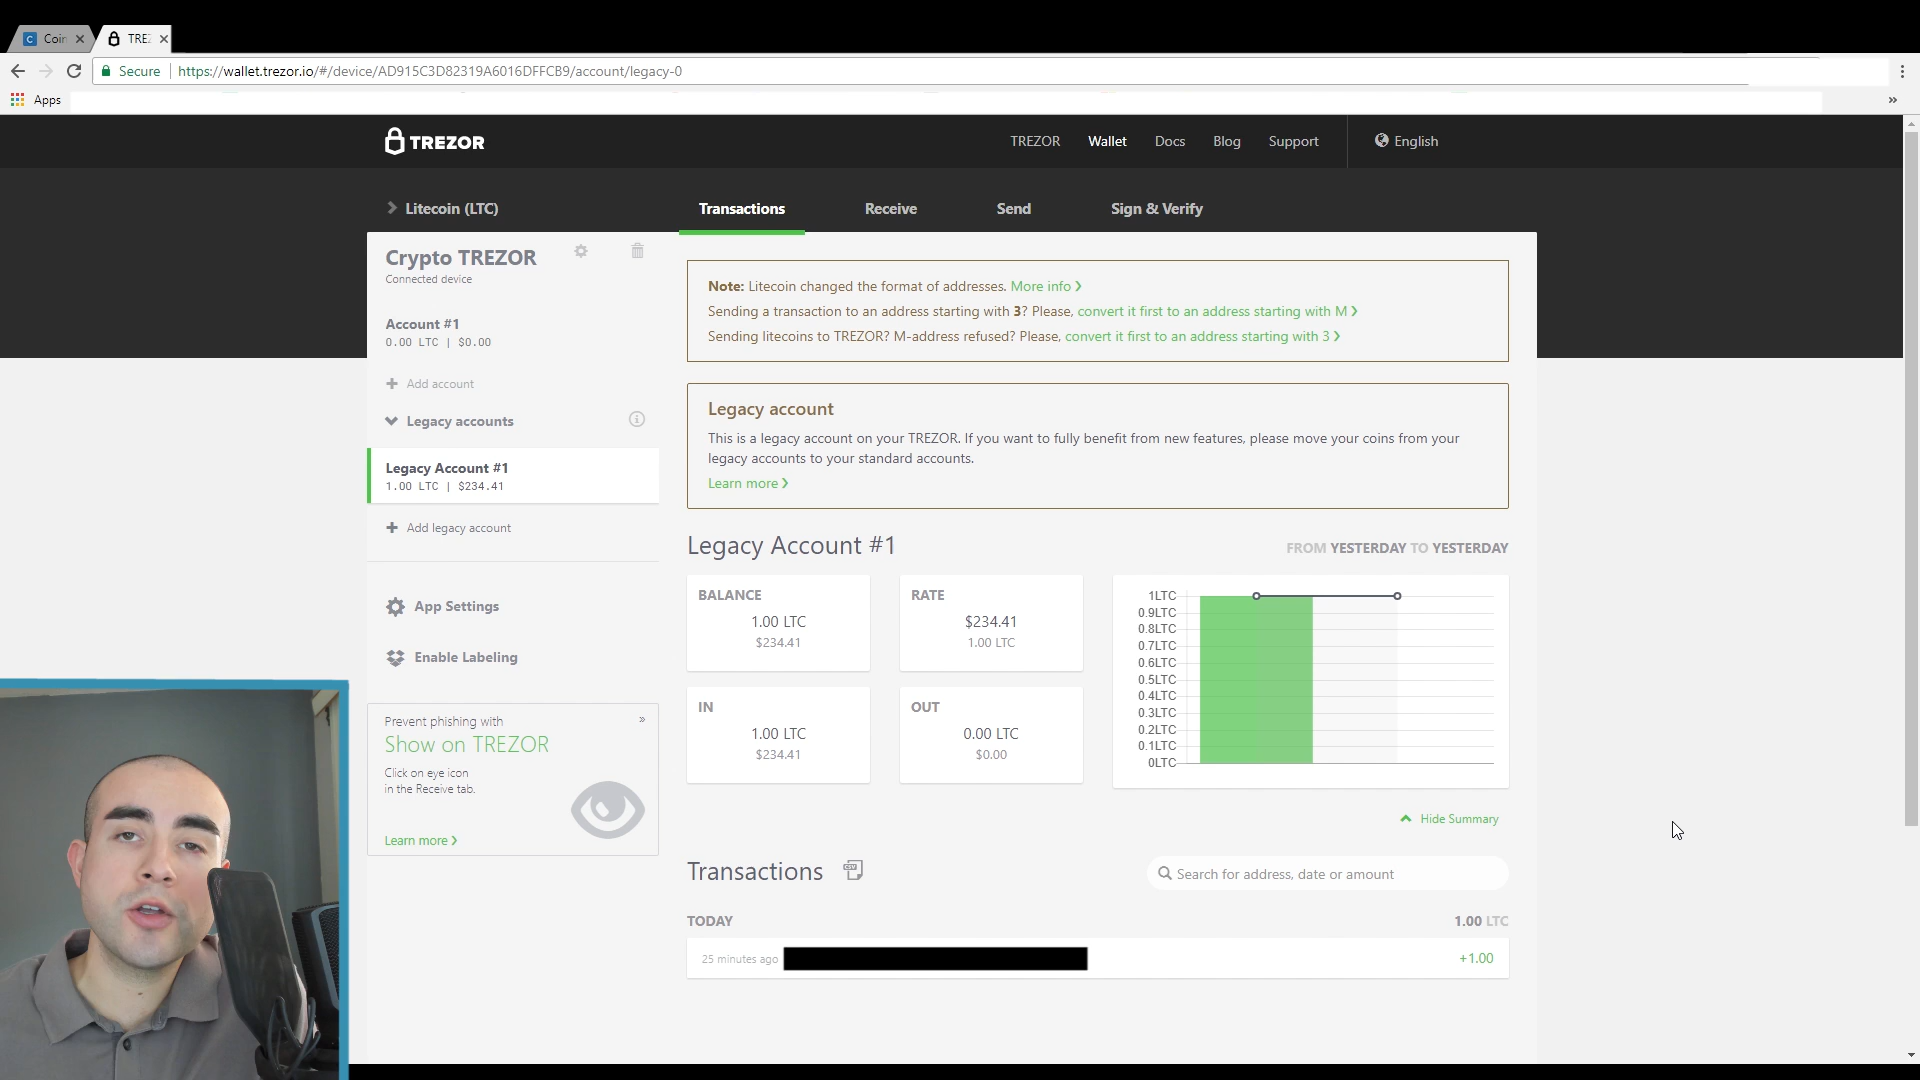 Coin
TREZ
Secure
https://wallet.trezor.io/#/device/AD915C3D82319A6016DFFCB9/account/legacy-0
Apps
»
TREZOR
TREZOR
Wallet
Docs
Blog
Support
English
Litecoin (LTC)
Transactions
Receive
Send
Sign & Verify
Crypto TREZOR
Connected device
Account #1
0.00 LTC | $0.00
Add account
Legacy accounts
Legacy Account #1
1.00 LTC | $234.41
Add legacy account
App Settings
Enable Labeling
Prevent phishing with
»
Show on TREZOR
Click on eye icon
in the Receive tab.
Learn more
Note: Litecoin changed the format of addresses. More info
Sending a transaction to an address starting with 3? Please, convert it first to an address starting with M
Sending litecoins to TREZOR? M-address refused? Please, convert it first to an address starting with 3
Legacy account
This is a legacy account on your TREZOR. If you want to fully benefit from new features, please move your coins from your
legacy accounts to your standard accounts.
Learn more
Legacy Account #1
FROM YESTERDAY TO YESTERDAY
BALANCE
1.00 LTC
$234.41
RATE
$234.41
1.00 LTC
IN
1.00 LTC
$234.41
OUT
0.00 LTC
$0.00
1LTC
0.9LTC
0.8LTC
0.7LTC
0.6LTC
0.5LTC
0.4LTC
0.3LTC
0.2LTC
0.1LTC
0LTC
Hide Summary
Transactions
CSV
Search for address, date or amount
TODAY
1.00 LTC
25 minutes ago
+1.00